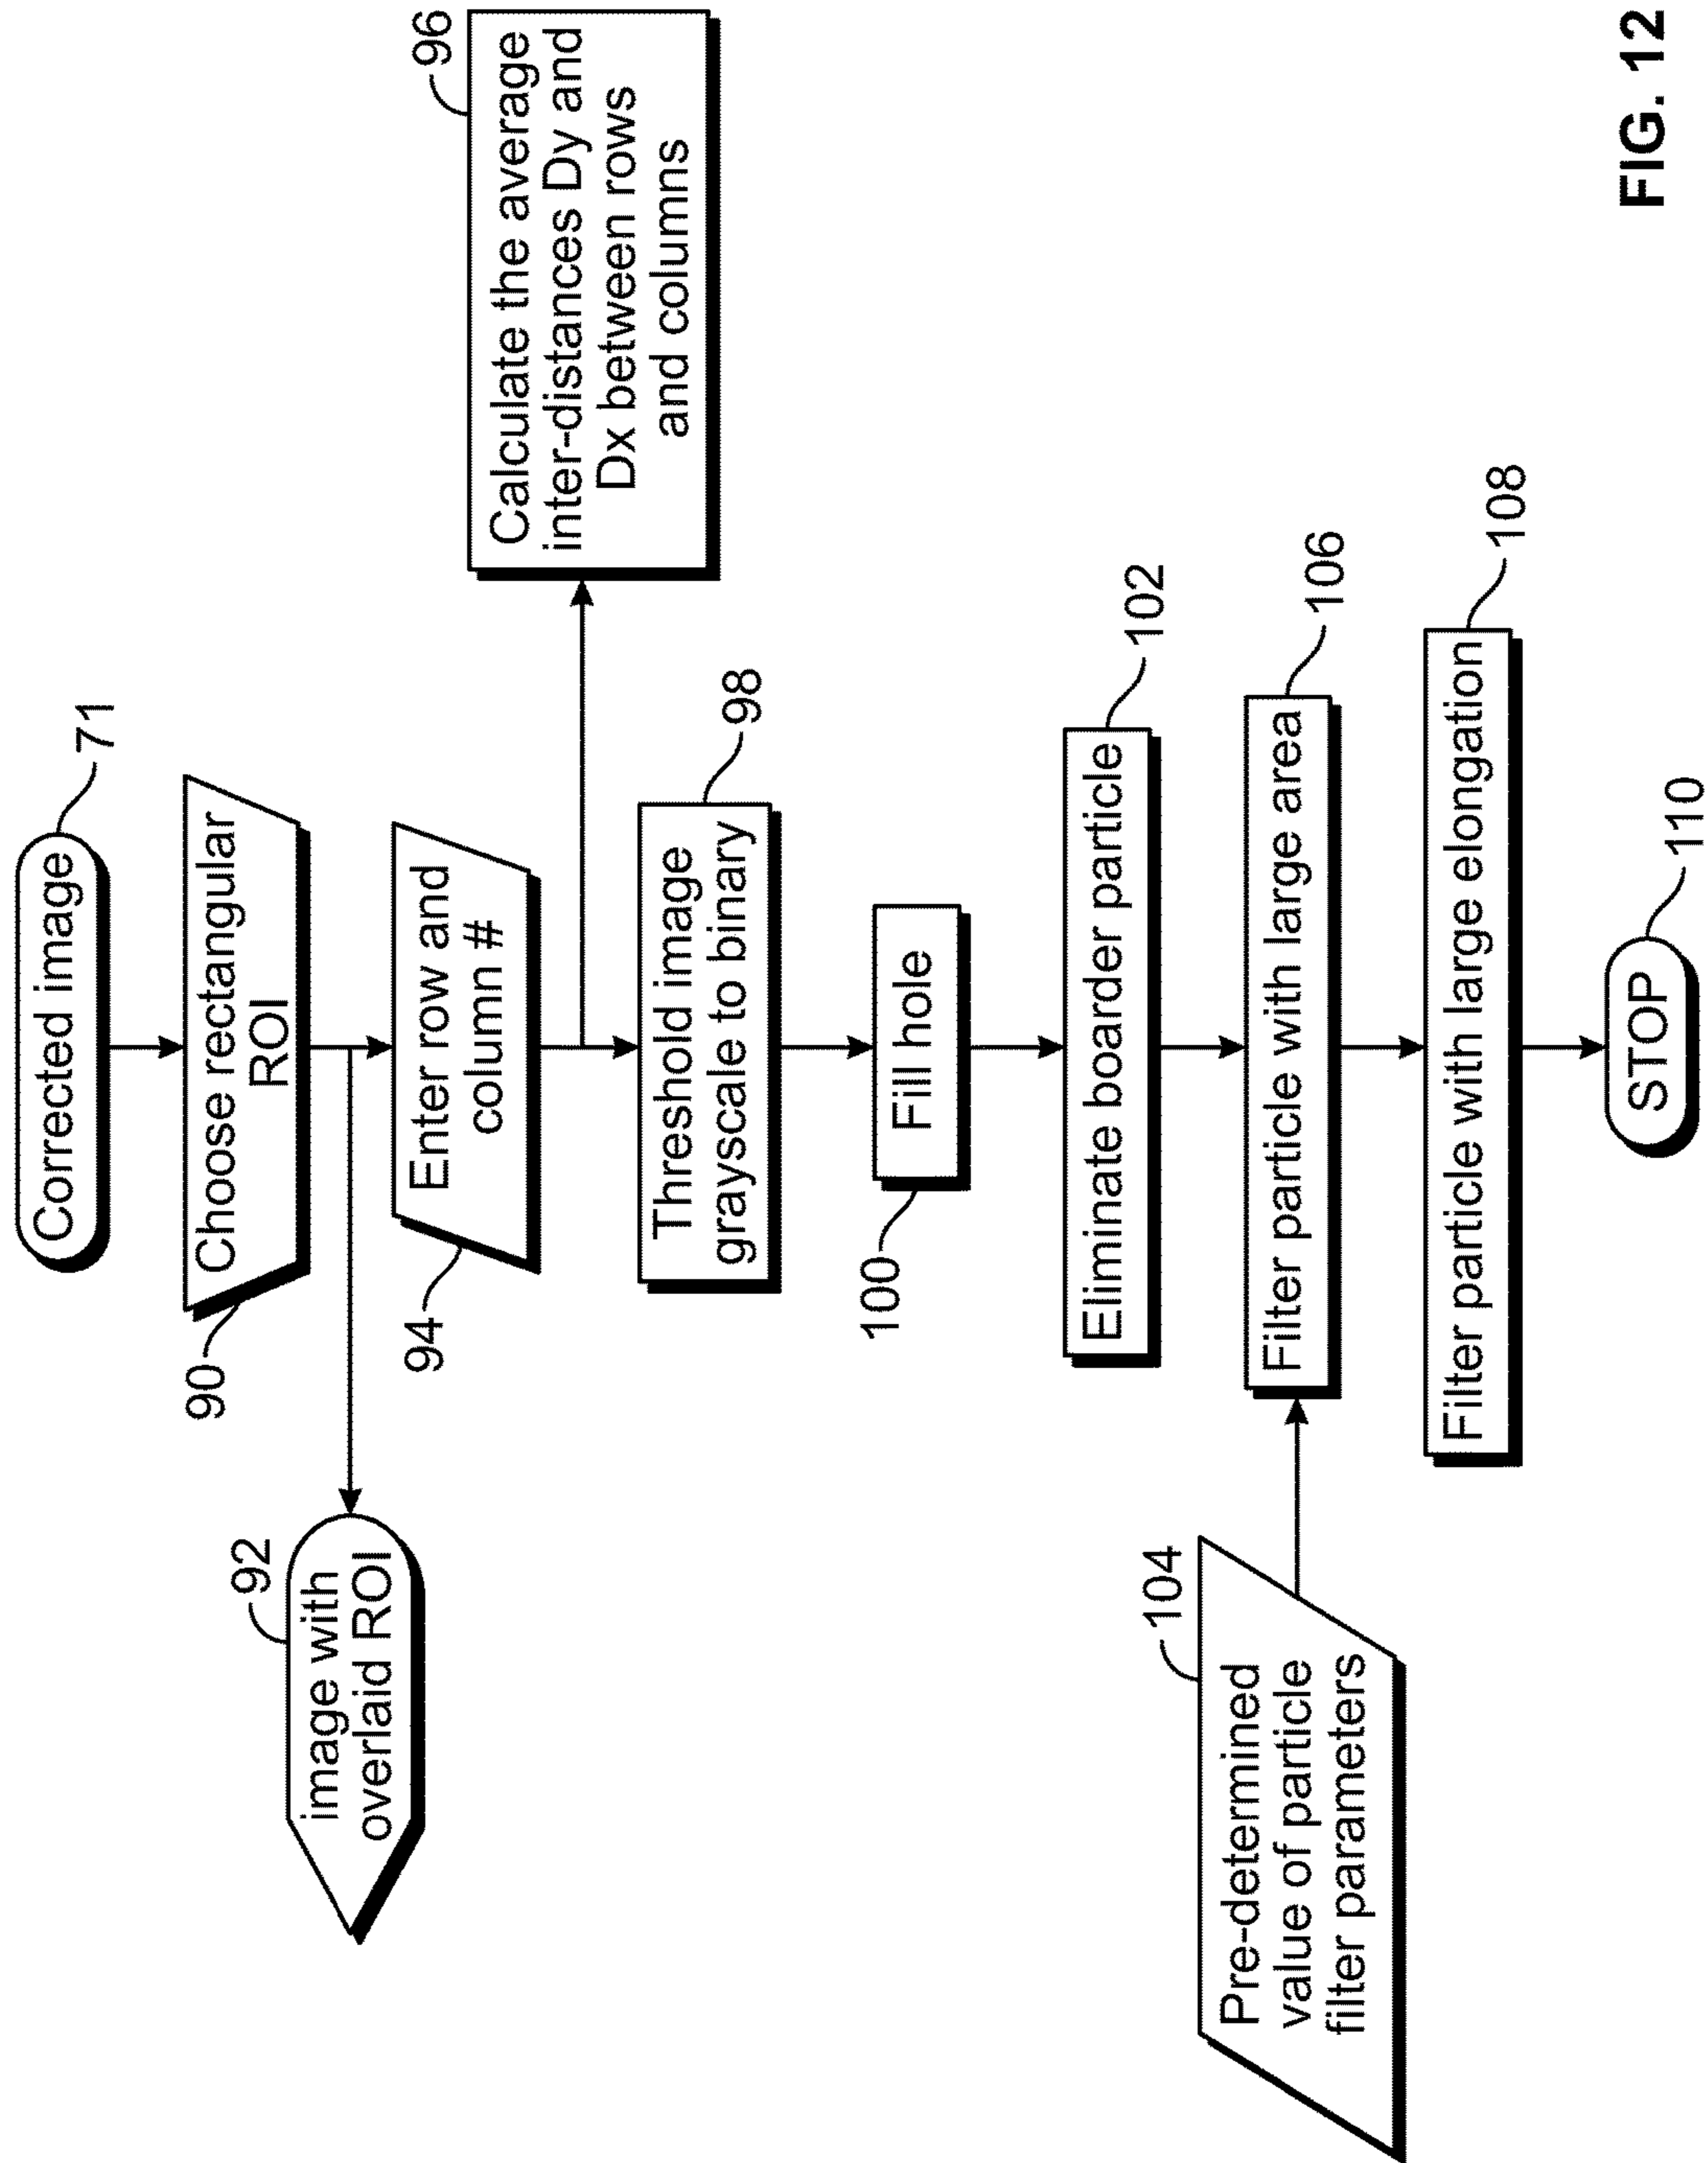 Corrected image
71
Choose rectangular
ROI
90
image with
overlaid ROI
92
Enter row and
column #
94
Calculate the average
inter-distances Dy and
Dx between rows
and columns
96
Threshold image
grayscale to binary
98
Fill hole
100
Eliminate boarder particle
102
Pre-determined
value of particle
filter parameters
104
Filter particle with large area
106
Filter particle with large elongation
108
STOP
110
FIG. 12